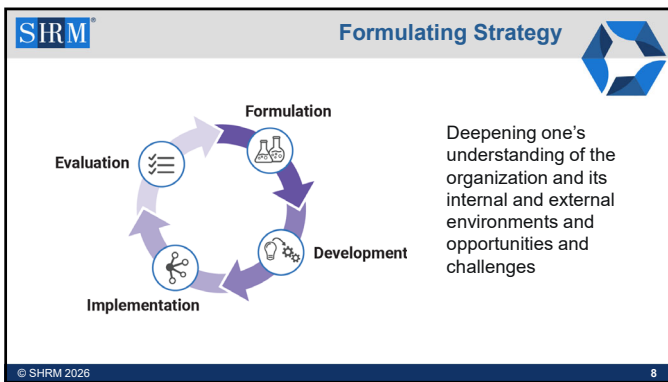 SHRM®
Formulating Strategy
Formulation
Evaluation
Development
Implementation
Deepening one's
understanding of the
organization and its
internal and external
environments and
opportunities and
challenges
© SHRM 2026
8